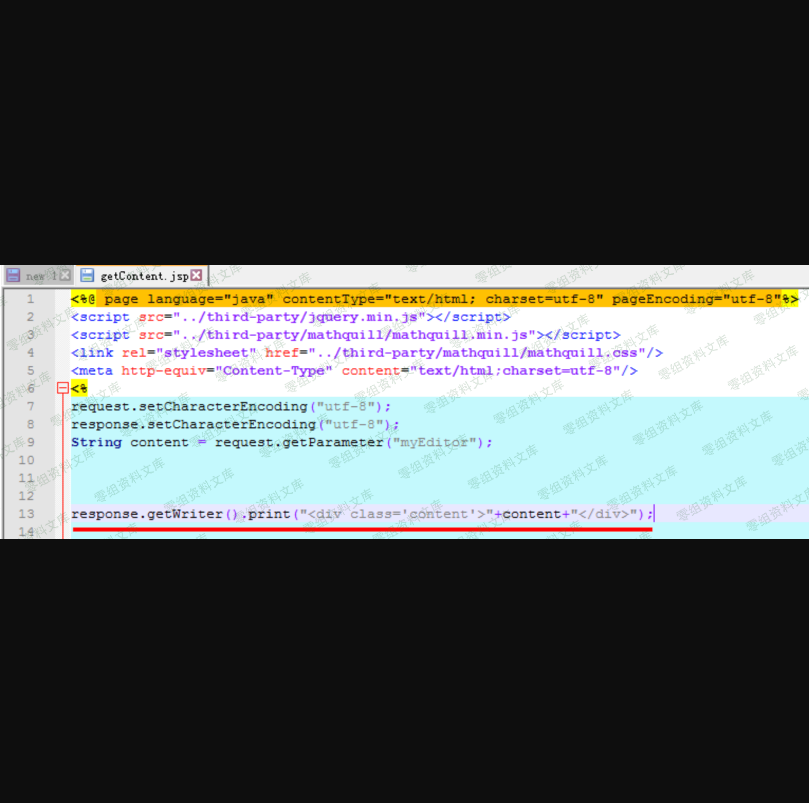 new 1 getContent.jsp
1 <%@ page language="java" contentType="text/html; charset=utf-8" pageEncoding="utf-8"%>
2 <script src="../third-party/jquery.min.js"></script>
3 <script src="../third-party/mathquill/mathquill.min.js"></script>
4 <link rel="stylesheet" href="../third-party/mathquill/mathquill.css"/>
5 <meta http-equiv="Content-Type" content="text/html;charset=utf-8"/>
6 <%
7 request.setCharacterEncoding("utf-8");
8 response.setCharacterEncoding("utf-8");
9 String content = request.getParameter("myEditor");
10
11
12
13 response.getWriter().print("<div class='content'>"+content+"</div>");
14
零组资料文库